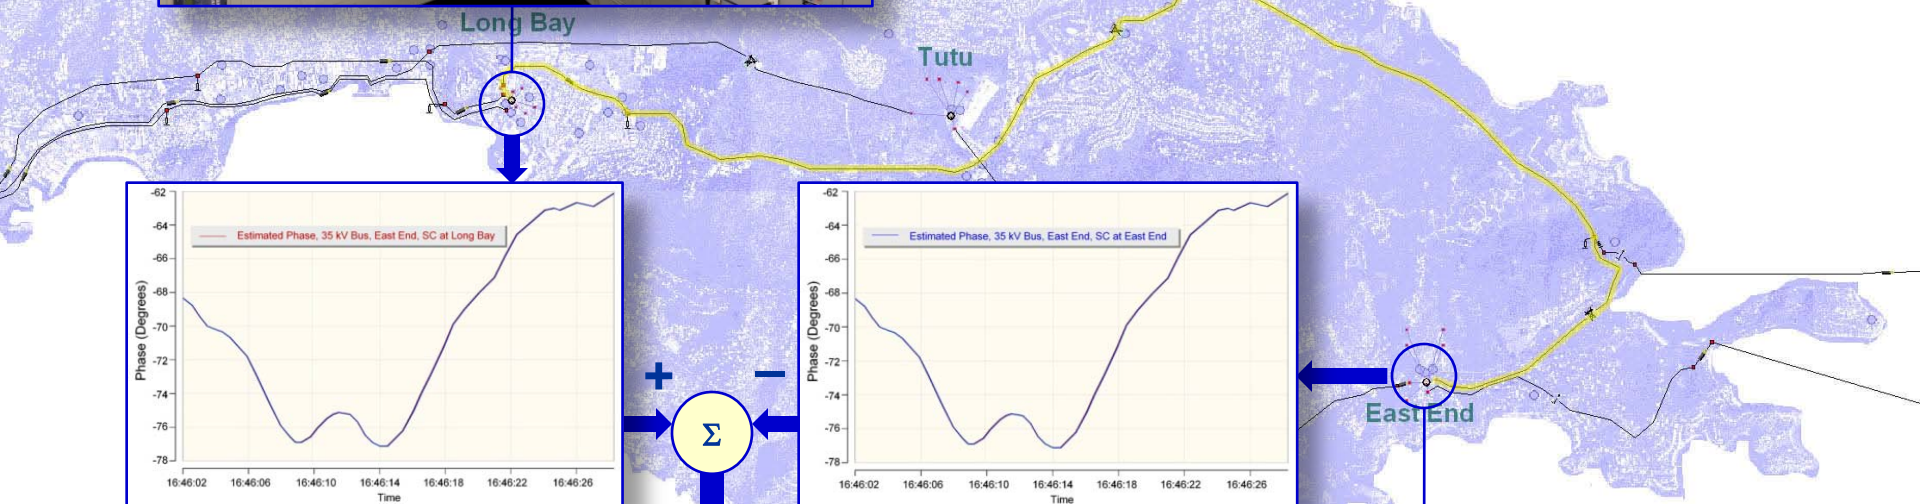 Long Bay
Tutu
-62
-64
-66
-68
-70
-72
-74
-76
-78
Phase (Degrees)
Estimated Phase, 35 kV Bus, East End, SC at Long Bay
16:46:02 16:46:06 16:46:10 16:46:14 16:46:18 16:46:22 16:46:26
Time
+ −
Σ
-62
-64
-66
-68
-70
-72
-74
-76
-78
Phase (Degrees)
Estimated Phase, 35 kV Bus, East End, SC at East End
16:46:02 16:46:06 16:46:10 16:46:14 16:46:18 16:46:22 16:46:26
Time
East End